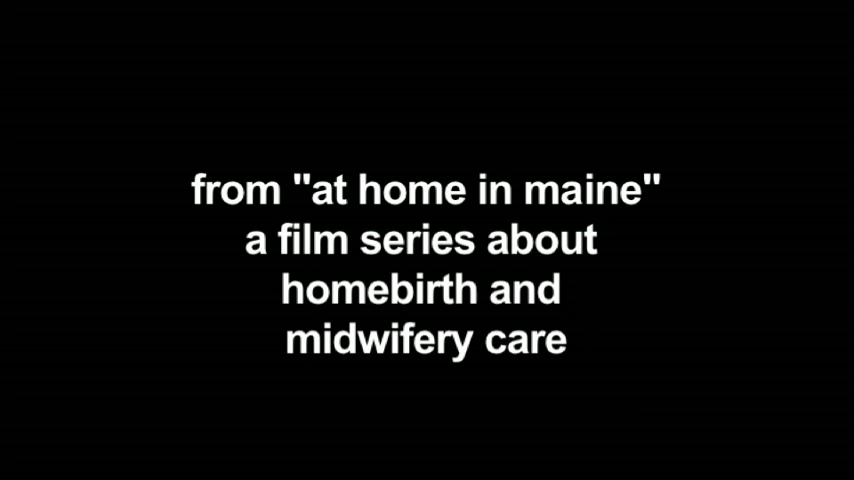 from "at home in maine"
a film series about
homebirth and
midwifery care